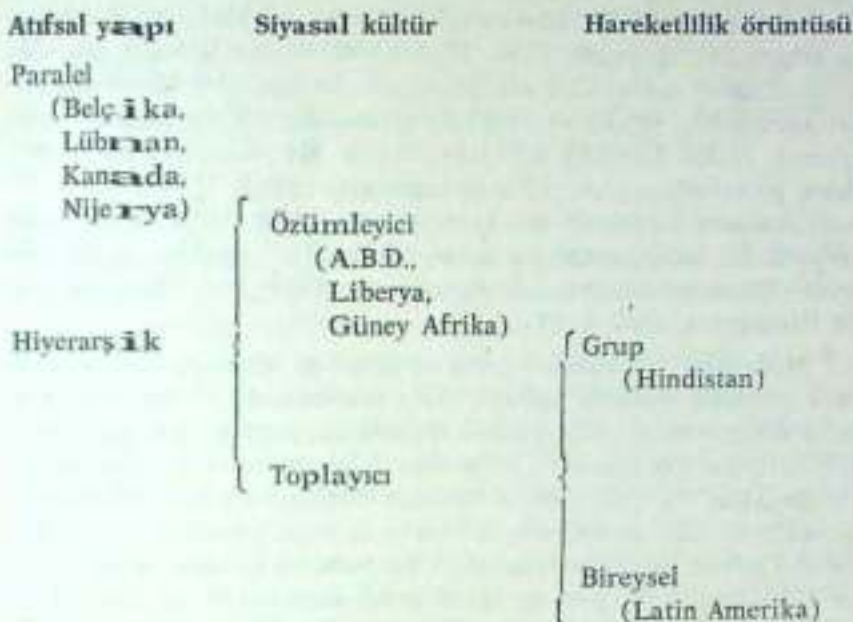 Atıfsal yapı Siyasal kültür Hareketlilik örüntüsü
Paralel
(Belçika,
Lübnan,
Kanada,
Nijerya)
Özümleyici
(A.B.D.,
Liberya,
Güney Afrika)
Hiyerarşik
Grup
(Hindistan)
Toplayıcı
Bireysel
(Latin Amerika)